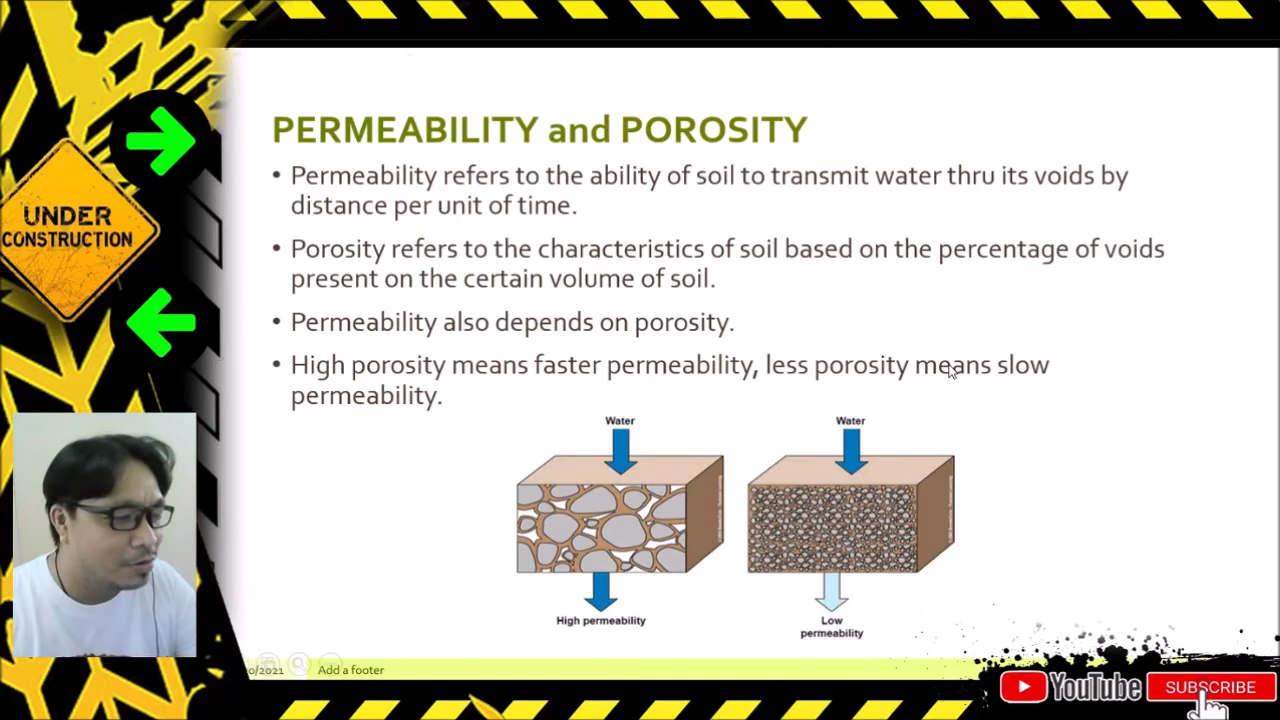 PERMEABILITY and POROSITY
• Permeability refers to the ability of soil to transmit water thru its voids by
distance per unit of time.
• Porosity refers to the characteristics of soil based on the percentage of voids
present on the certain volume of soil.
• Permeability also depends on porosity.
• High porosity means faster permeability, less porosity means slow
permeability.
UNDER
CONSTRUCTION
Water
Water
High permeability
Low
permeability
0/2021
Add a footer
YouTube
SUBSCRIBE